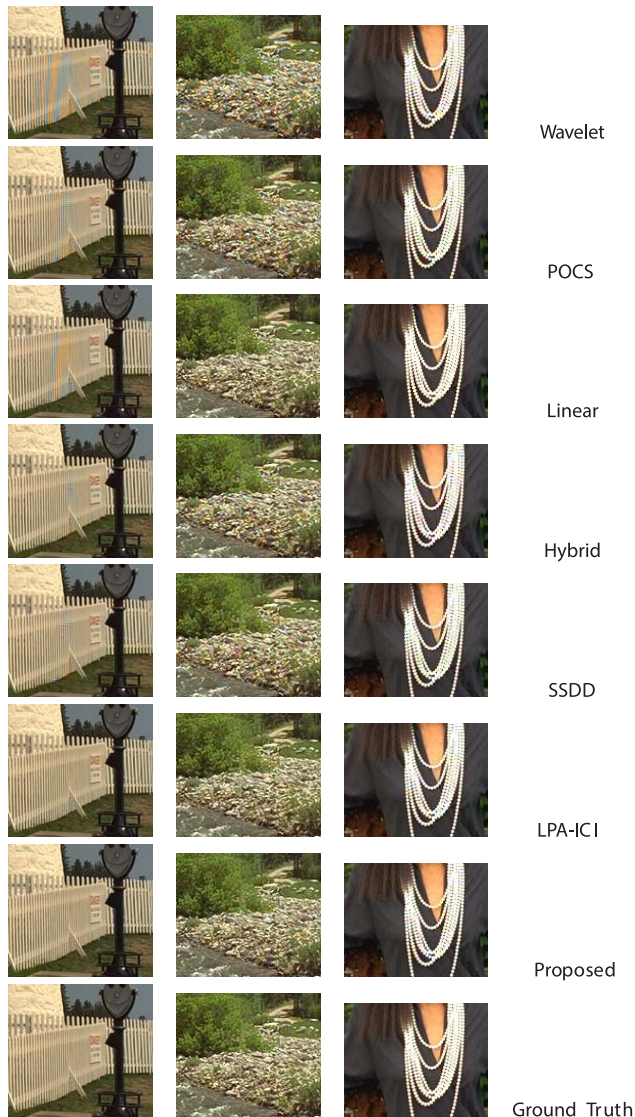 Wavelet
POCS
Linear
Hybrid
SSDD
LPA-ICI
Proposed
Ground Truth